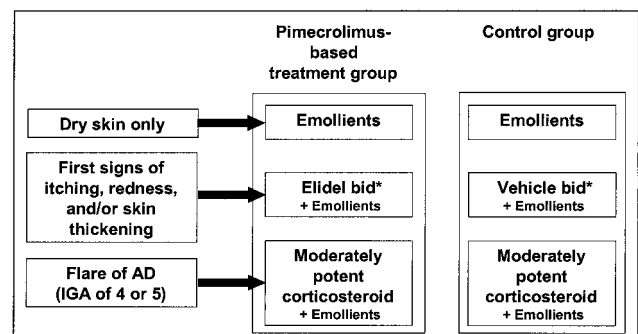 Pimecrolimus-
based
treatment group
Control group
Dry skin only
Emollients
Emollients
First signs of
itching, redness,
and/or skin
thickening
Elidel bid*
+ Emollients
Vehicle bid*
+ Emollients
Flare of AD
(IGA of 4 or 5)
Moderately
potent
corticosteroid
+ Emollients
Moderately
potent
corticosteroid
+ Emollients